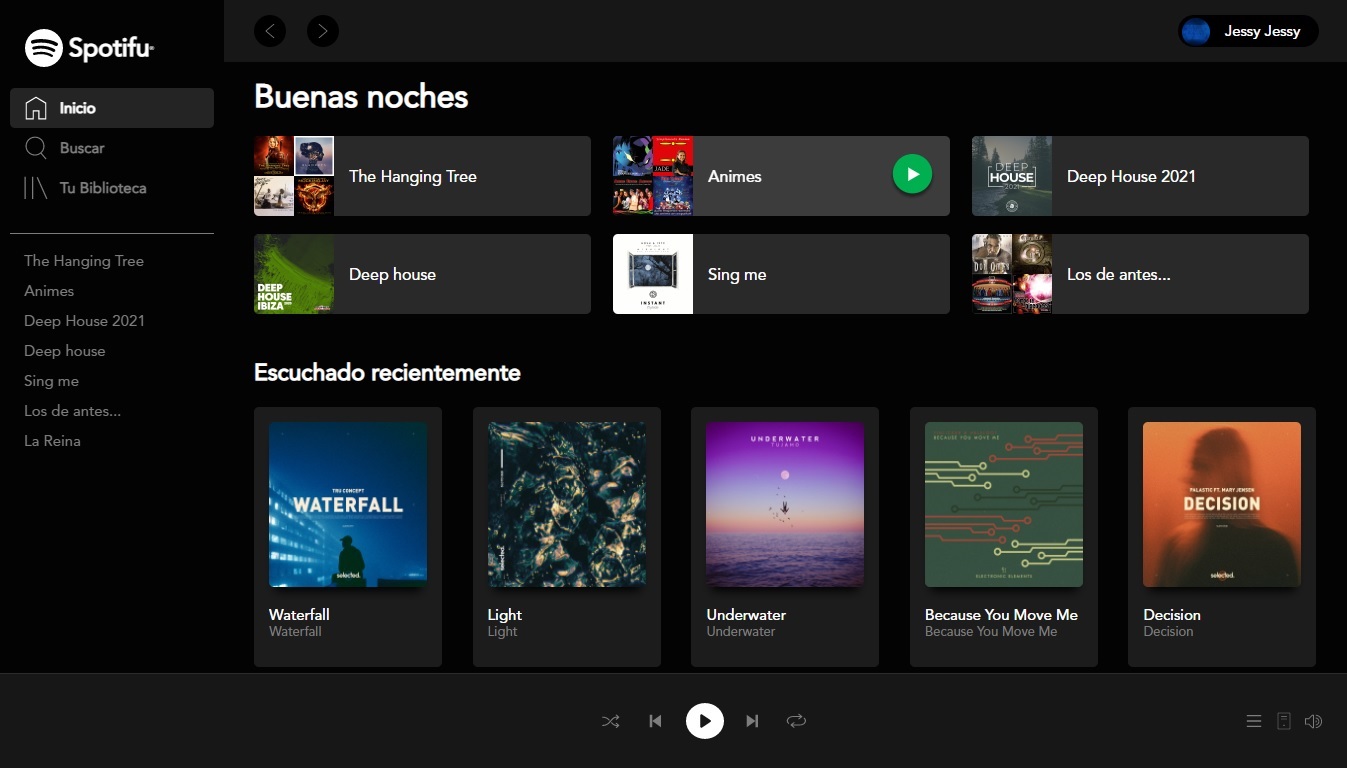 Spotifu
Inicio
Buscar
Tu Biblioteca
The Hanging Tree
Animes
Deep House 2021
Deep house
Sing me
Los de antes...
La Reina
Jessy Jessy
Buenas noches
The Hanging Tree
Animes
DEEP
HOUSE
2021
Deep House 2021
DEEP
HOUSE
IBIZA
Deep house
INSTANT
Sing me
Los de antes...
Escuchado recientemente
TRU CONCEPT
WATERFALL
selected.
Waterfall
Waterfall
selected.
Light
Light
UNDERWATER
TUJAMO
Underwater
Underwater
BECAUSE YOU MOVE ME
ELECTRONIC ELEMENTS
Because You Move Me
Because You Move Me
PALASTIC FT. MARY JENSEN
DECISION
selected.
Decision
Decision